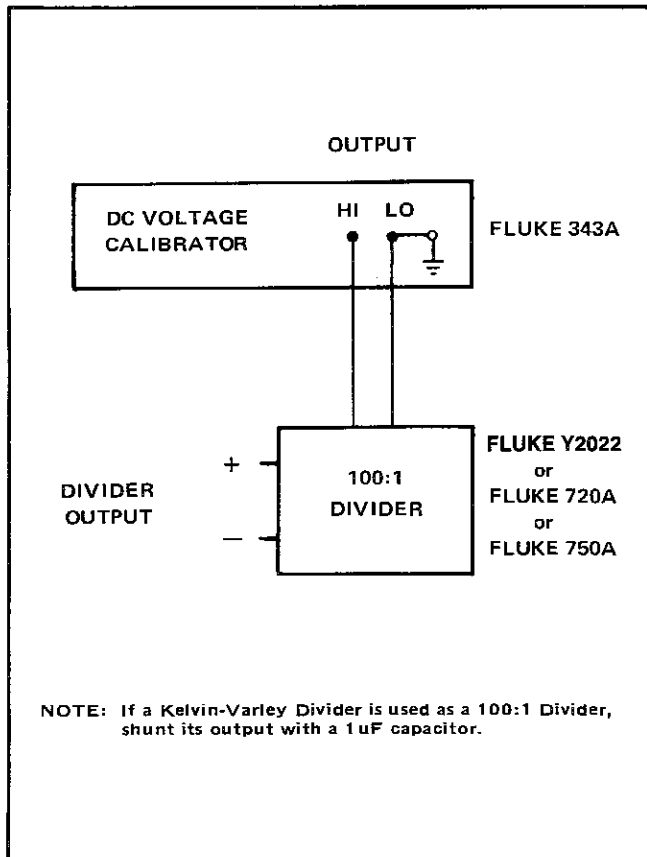 OUTPUT
DC VOLTAGE
CALIBRATOR
HI LO
FLUKE 343A
+
−
DIVIDER
OUTPUT
100:1
DIVIDER
FLUKE Y2022
or
FLUKE 720A
or
FLUKE 750A
NOTE: If a Kelvin-Varley Divider is used as a 100:1 Divider,
shunt its output with a 1uF capacitor.